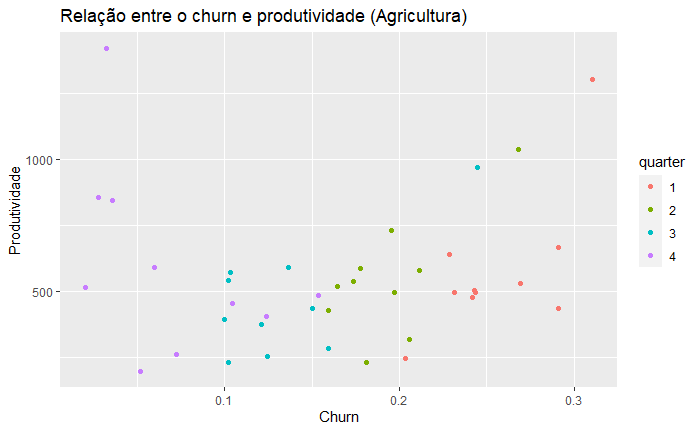 Relação entre o churn e produtividade (Agricultura)
1000
500
Produtividade
0.1
0.2
0.3
Churn
quarter
1
2
3
4